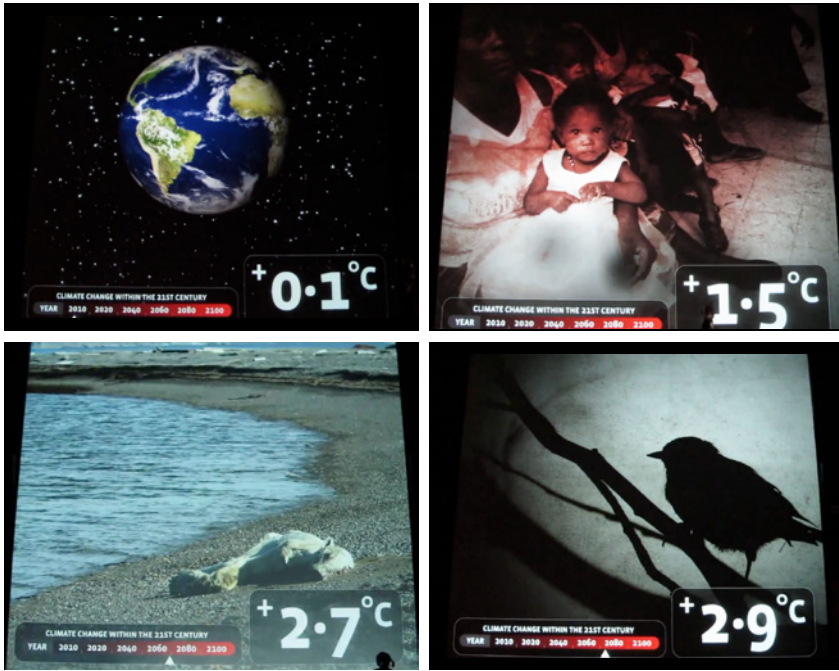 +0·1°C
CLIMATE CHANGE WITHIN THE 21ST CENTURY
YEAR 2010 2020 2040 2060 2080 2100
+1·5°C
CLIMATE CHANGE WITHIN THE 21ST CENTURY
YEAR 2010 2020 2040 2060 2080 2100
+2·7°C
CLIMATE CHANGE WITHIN THE 21ST CENTURY
YEAR 2010 2020 2040 2060 2080 2100
+2·9°C
CLIMATE CHANGE WITHIN THE 21ST CENTURY
YEAR 2010 2020 2040 2060 2080 2100